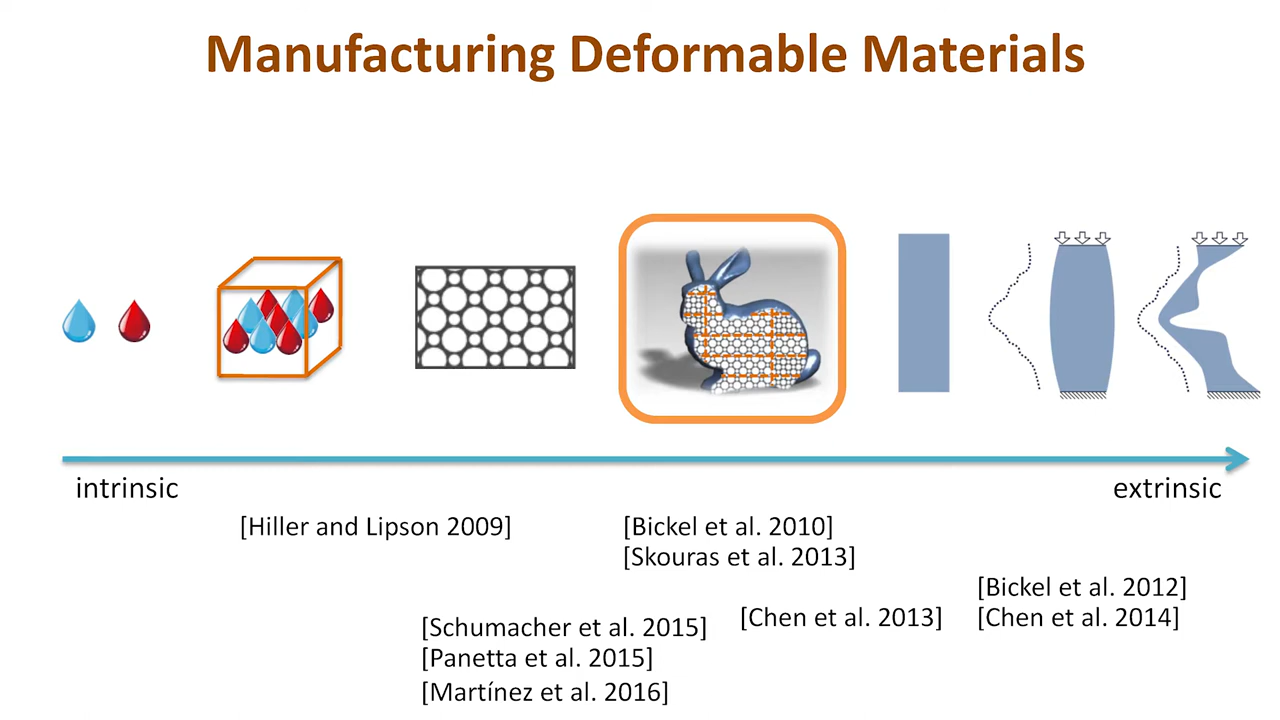 Manufacturing Deformable Materials
intrinsic
extrinsic
[Hiller and Lipson 2009]
[Bickel et al. 2010]
[Skouras et al. 2013]
[Bickel et al. 2012]
[Chen et al. 2013]
[Chen et al. 2014]
[Schumacher et al. 2015]
[Panetta et al. 2015]
[Martínez et al. 2016]